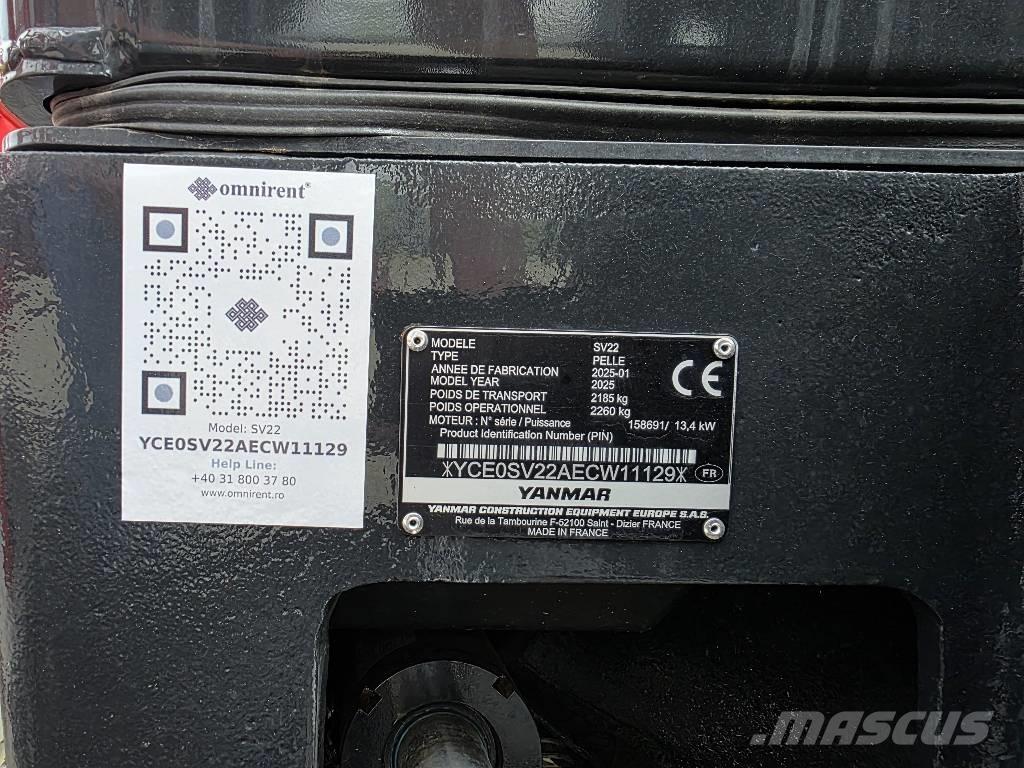 omnirent®
Model: SV22
YCE0SV22AECW11129
Help Line:
+40 31 800 37 80
www.omnirent.ro
MODELE SV22
TYPE PELLE
ANNEE DE FABRICATION 2025-01
MODEL YEAR 2025
POIDS DE TRANSPORT 2185 kg
POIDS OPERATIONNEL 2260 kg
MOTEUR : N° série / Puissance 158691/ 13,4 kW
Product Identification Number (PIN)
*YCE0SV22AECW11129*
FR
CE
YANMAR
YANMAR CONSTRUCTION EQUIPMENT EUROPE S.A.S.
Rue de la Tambourine F-52100 Saint - Dizier FRANCE
MADE IN FRANCE
MASCUS